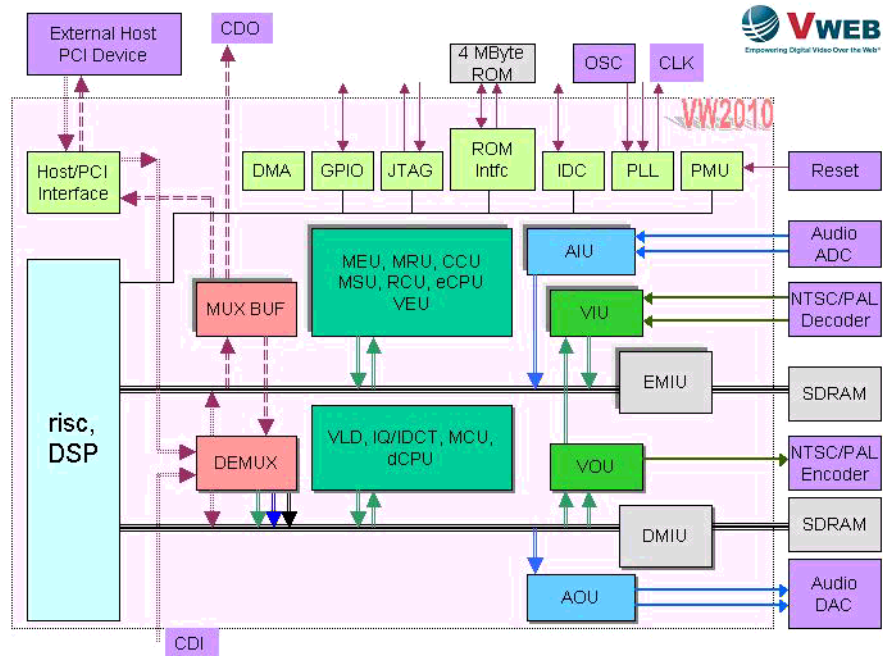 VWEB
Empowering Digital Video Over the Web®
External Host
PCI Device
CDO
4 MByte
ROM
OSC
CLK
VW2010
Host/PCI
Interface
DMA
GPIO
JTAG
ROM
Intfc
IDC
PLL
PMU
Reset
MEU, MRU, CCU
MSU, RCU, eCPU
VEU
AIU
Audio
ADC
MUX BUF
VIU
NTSC/PAL
Decoder
EMIU
SDRAM
risc,
DSP
DEMUX
VLD, IQ/IDCT, MCU,
dCPU
VOU
NTSC/PAL
Encoder
DMIU
SDRAM
AOU
Audio
DAC
CDI